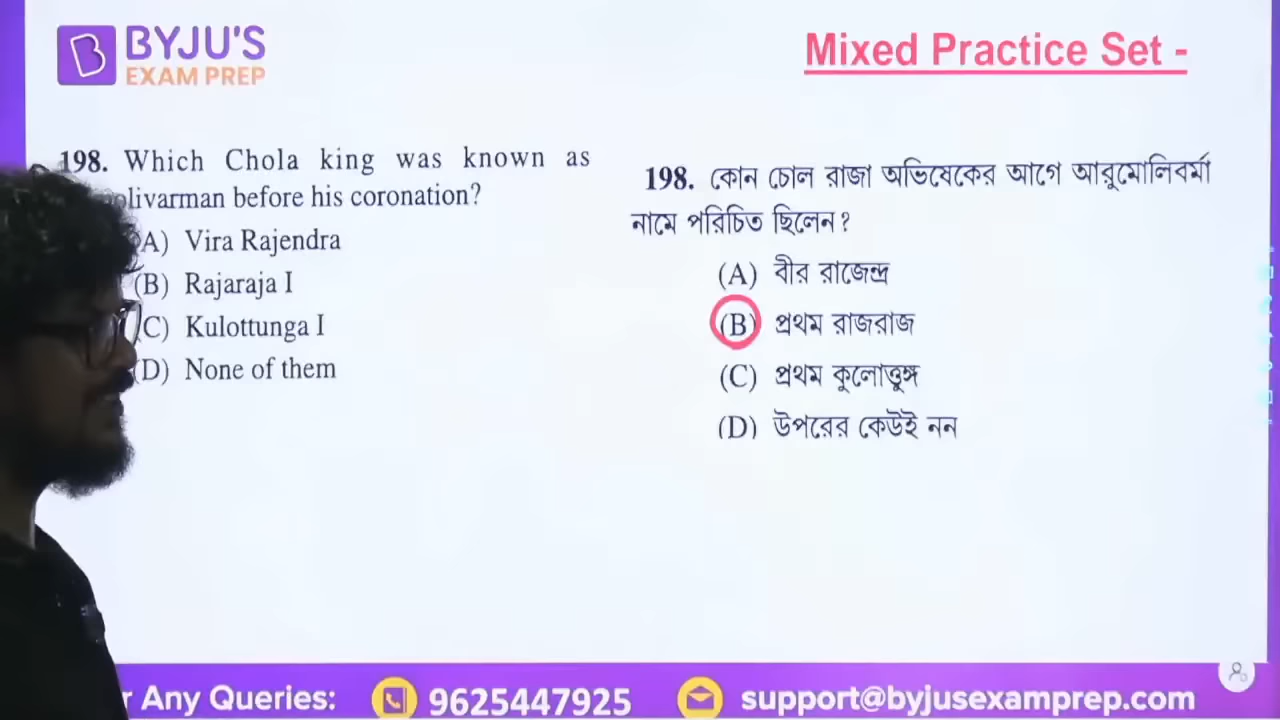 BYJU'S
EXAM PREP
Mixed Practice Set -
198. Which Chola king was known as
olivarman before his coronation?
A) Vira Rajendra
(B) Rajaraja I
C) Kulottunga I
(D) None of them
198. কোন চোল রাজা অভিষেকের আগে আরুমোলিবর্মা
নামে পরিচিত ছিলেন?
(A) বীর রাজেন্দ্র
(B) প্রথম রাজরাজ
(C) প্রথম কুলোত্তুঙ্গ
(D) উপরের কেউই নন
r Any Queries: 9625447925 support@byjusexamprep.com